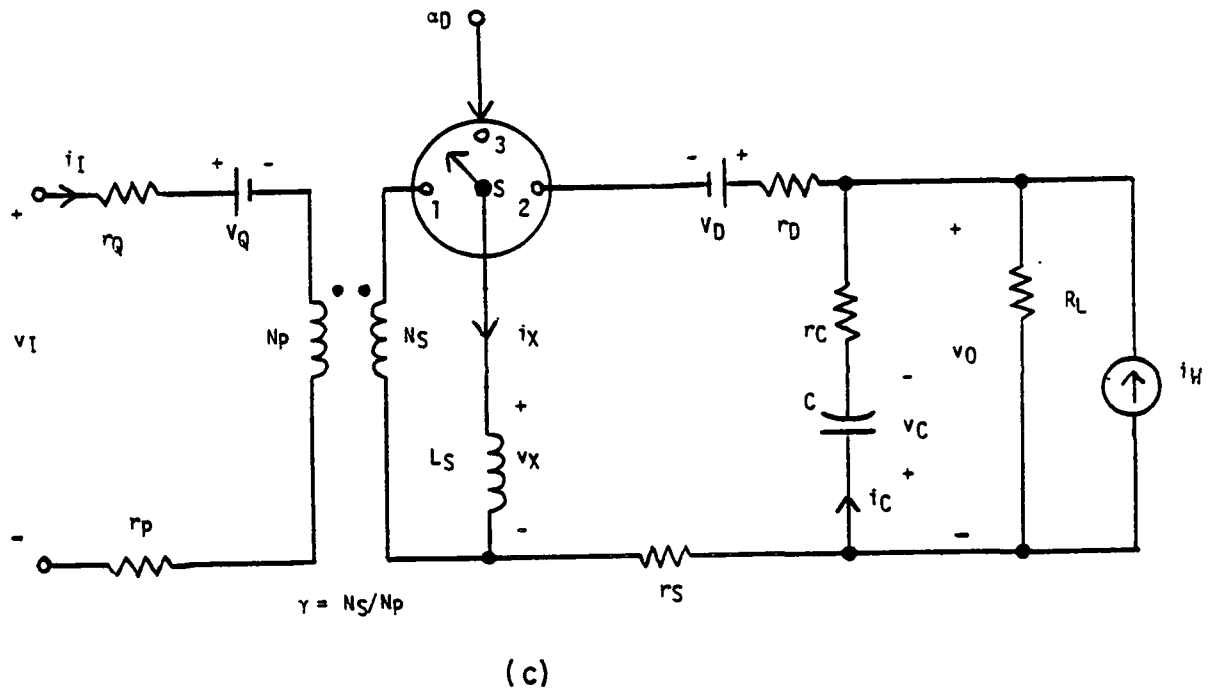 αD
3
iI
+ -
S
1
2
- +
+
rQ
VQ
VD
rD
+
NP
NS
iX
rC
RL
vI
vO
iW
+
-
C
LS
vX
vC
+
iC
-
rP
-
-
rS
γ = NS/NP
(c)